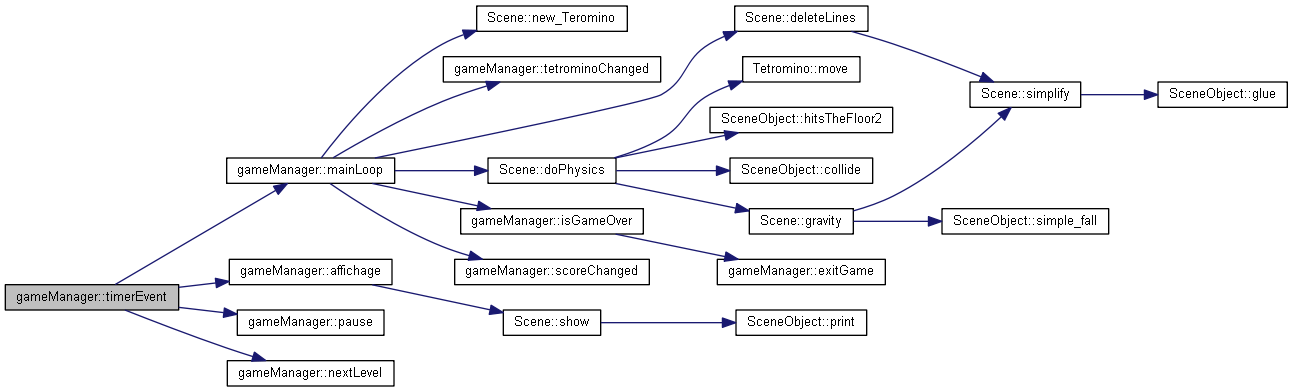 Scene::new_Teromino
Scene::deleteLines
gameManager::tetrominoChanged
Tetromino::move
Scene::simplify
SceneObject::glue
SceneObject::hitsTheFloor2
gameManager::mainLoop
Scene::doPhysics
SceneObject::collide
gameManager::isGameOver
Scene::gravity
SceneObject::simple_fall
gameManager::affichage
gameManager::scoreChanged
gameManager::exitGame
gameManager::timerEvent
gameManager::pause
Scene::show
SceneObject::print
gameManager::nextLevel